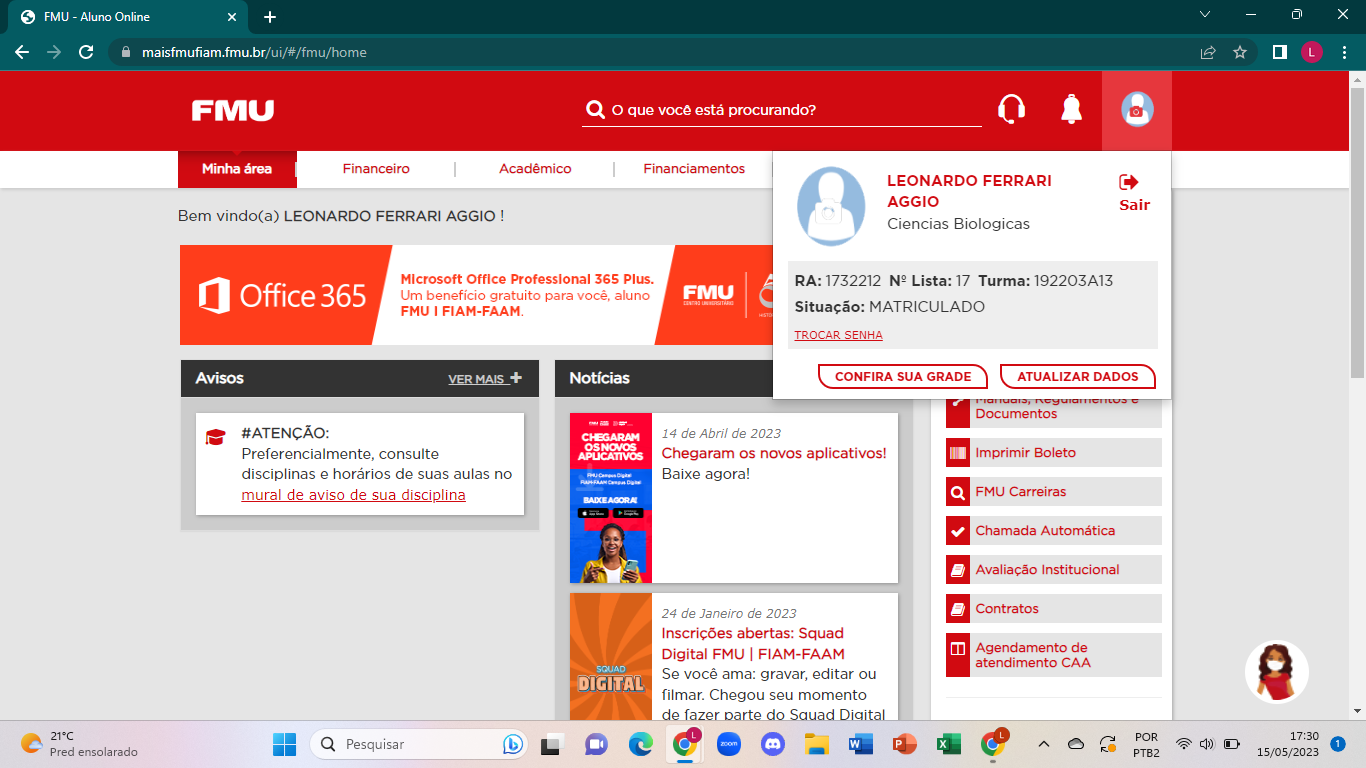 FMU - Aluno Online
maisfmufiam.fmu.br/ui/#/fmu/home
L
FMU
O que você está procurando?
Minha área
Financeiro
Acadêmico
Financiamentos
LEONARDO FERRARI
AGGIO
Ciencias Biologicas
Sair
RA: 1732212 Nº Lista: 17 Turma: 192203A13
Situação: MATRICULADO
TROCAR SENHA
CONFIRA SUA GRADE
ATUALIZAR DADOS
Bem vindo(a) LEONARDO FERRARI AGGIO !
Office 365
Microsoft Office Professional 365 Plus.
Um benefício gratuito para você, aluno
FMU I FIAM-FAAM.
FMU
CENTRO UNIVERSITÁRIO
Avisos
VER MAIS
#ATENÇÃO:
Preferencialmente, consulte
disciplinas e horários de suas aulas no
mural de aviso de sua disciplina
Notícias
CHEGARAM
OS NOVOS
APLICATIVOS!
FMU Campus Digital
FIAM-FAAM Campus Digital
BAIXE AGORA!
App Store
Google Play
14 de Abril de 2023
Chegaram os novos aplicativos!
Baixe agora!
SQUAD
DIGITAL
24 de Janeiro de 2023
Inscrições abertas: Squad
Digital FMU | FIAM-FAAM
Se você ama: gravar, editar ou
filmar. Chegou seu momento
de fazer parte do Squad Digital
Manuais, Regulamentos e
Documentos
Imprimir Boleto
FMU Carreiras
Chamada Automática
Avaliação Institucional
Contratos
Agendamento de
atendimento CAA
21°C
Pred ensolarado
Pesquisar
L
zoom
L
POR
PTB2
17:30
15/05/2023
1